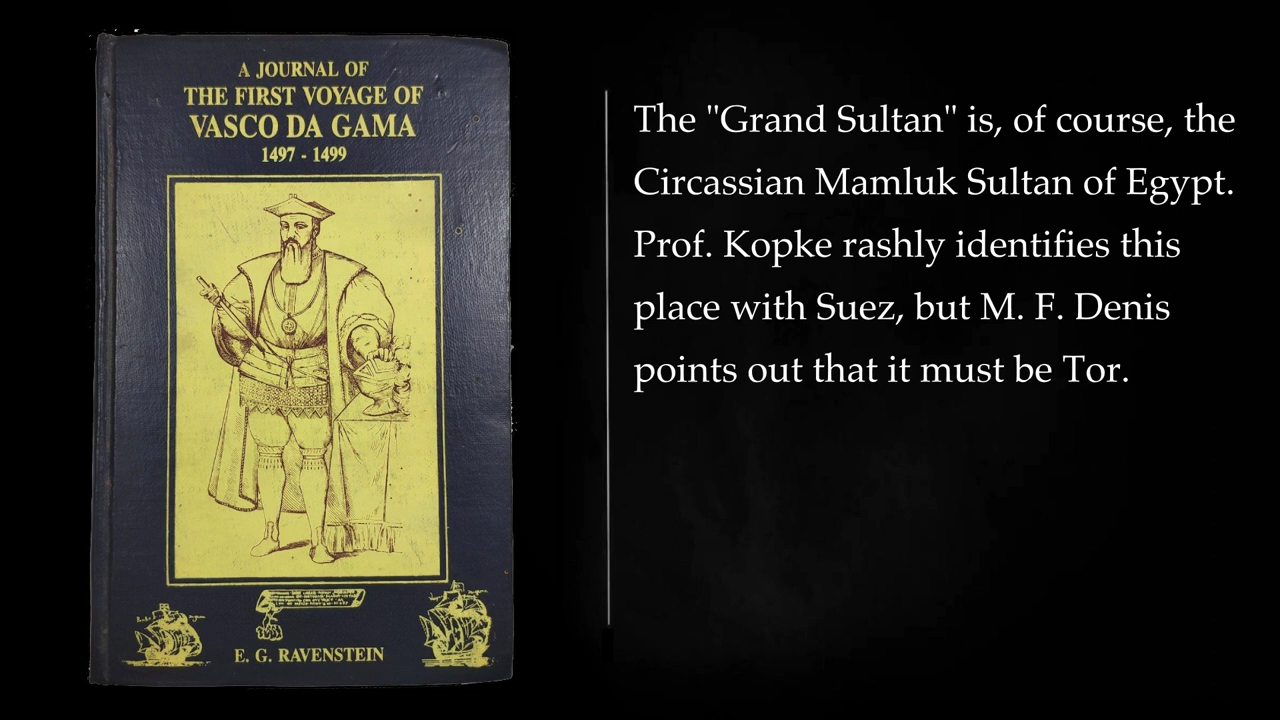 A JOURNAL OF
THE FIRST VOYAGE OF
VASCO DA GAMA
1497 - 1499
E. G. RAVENSTEIN
The "Grand Sultan" is, of course, the
Circassian Mamluk Sultan of Egypt.
Prof. Kopke rashly identifies this
place with Suez, but M. F. Denis
points out that it must be Tor.